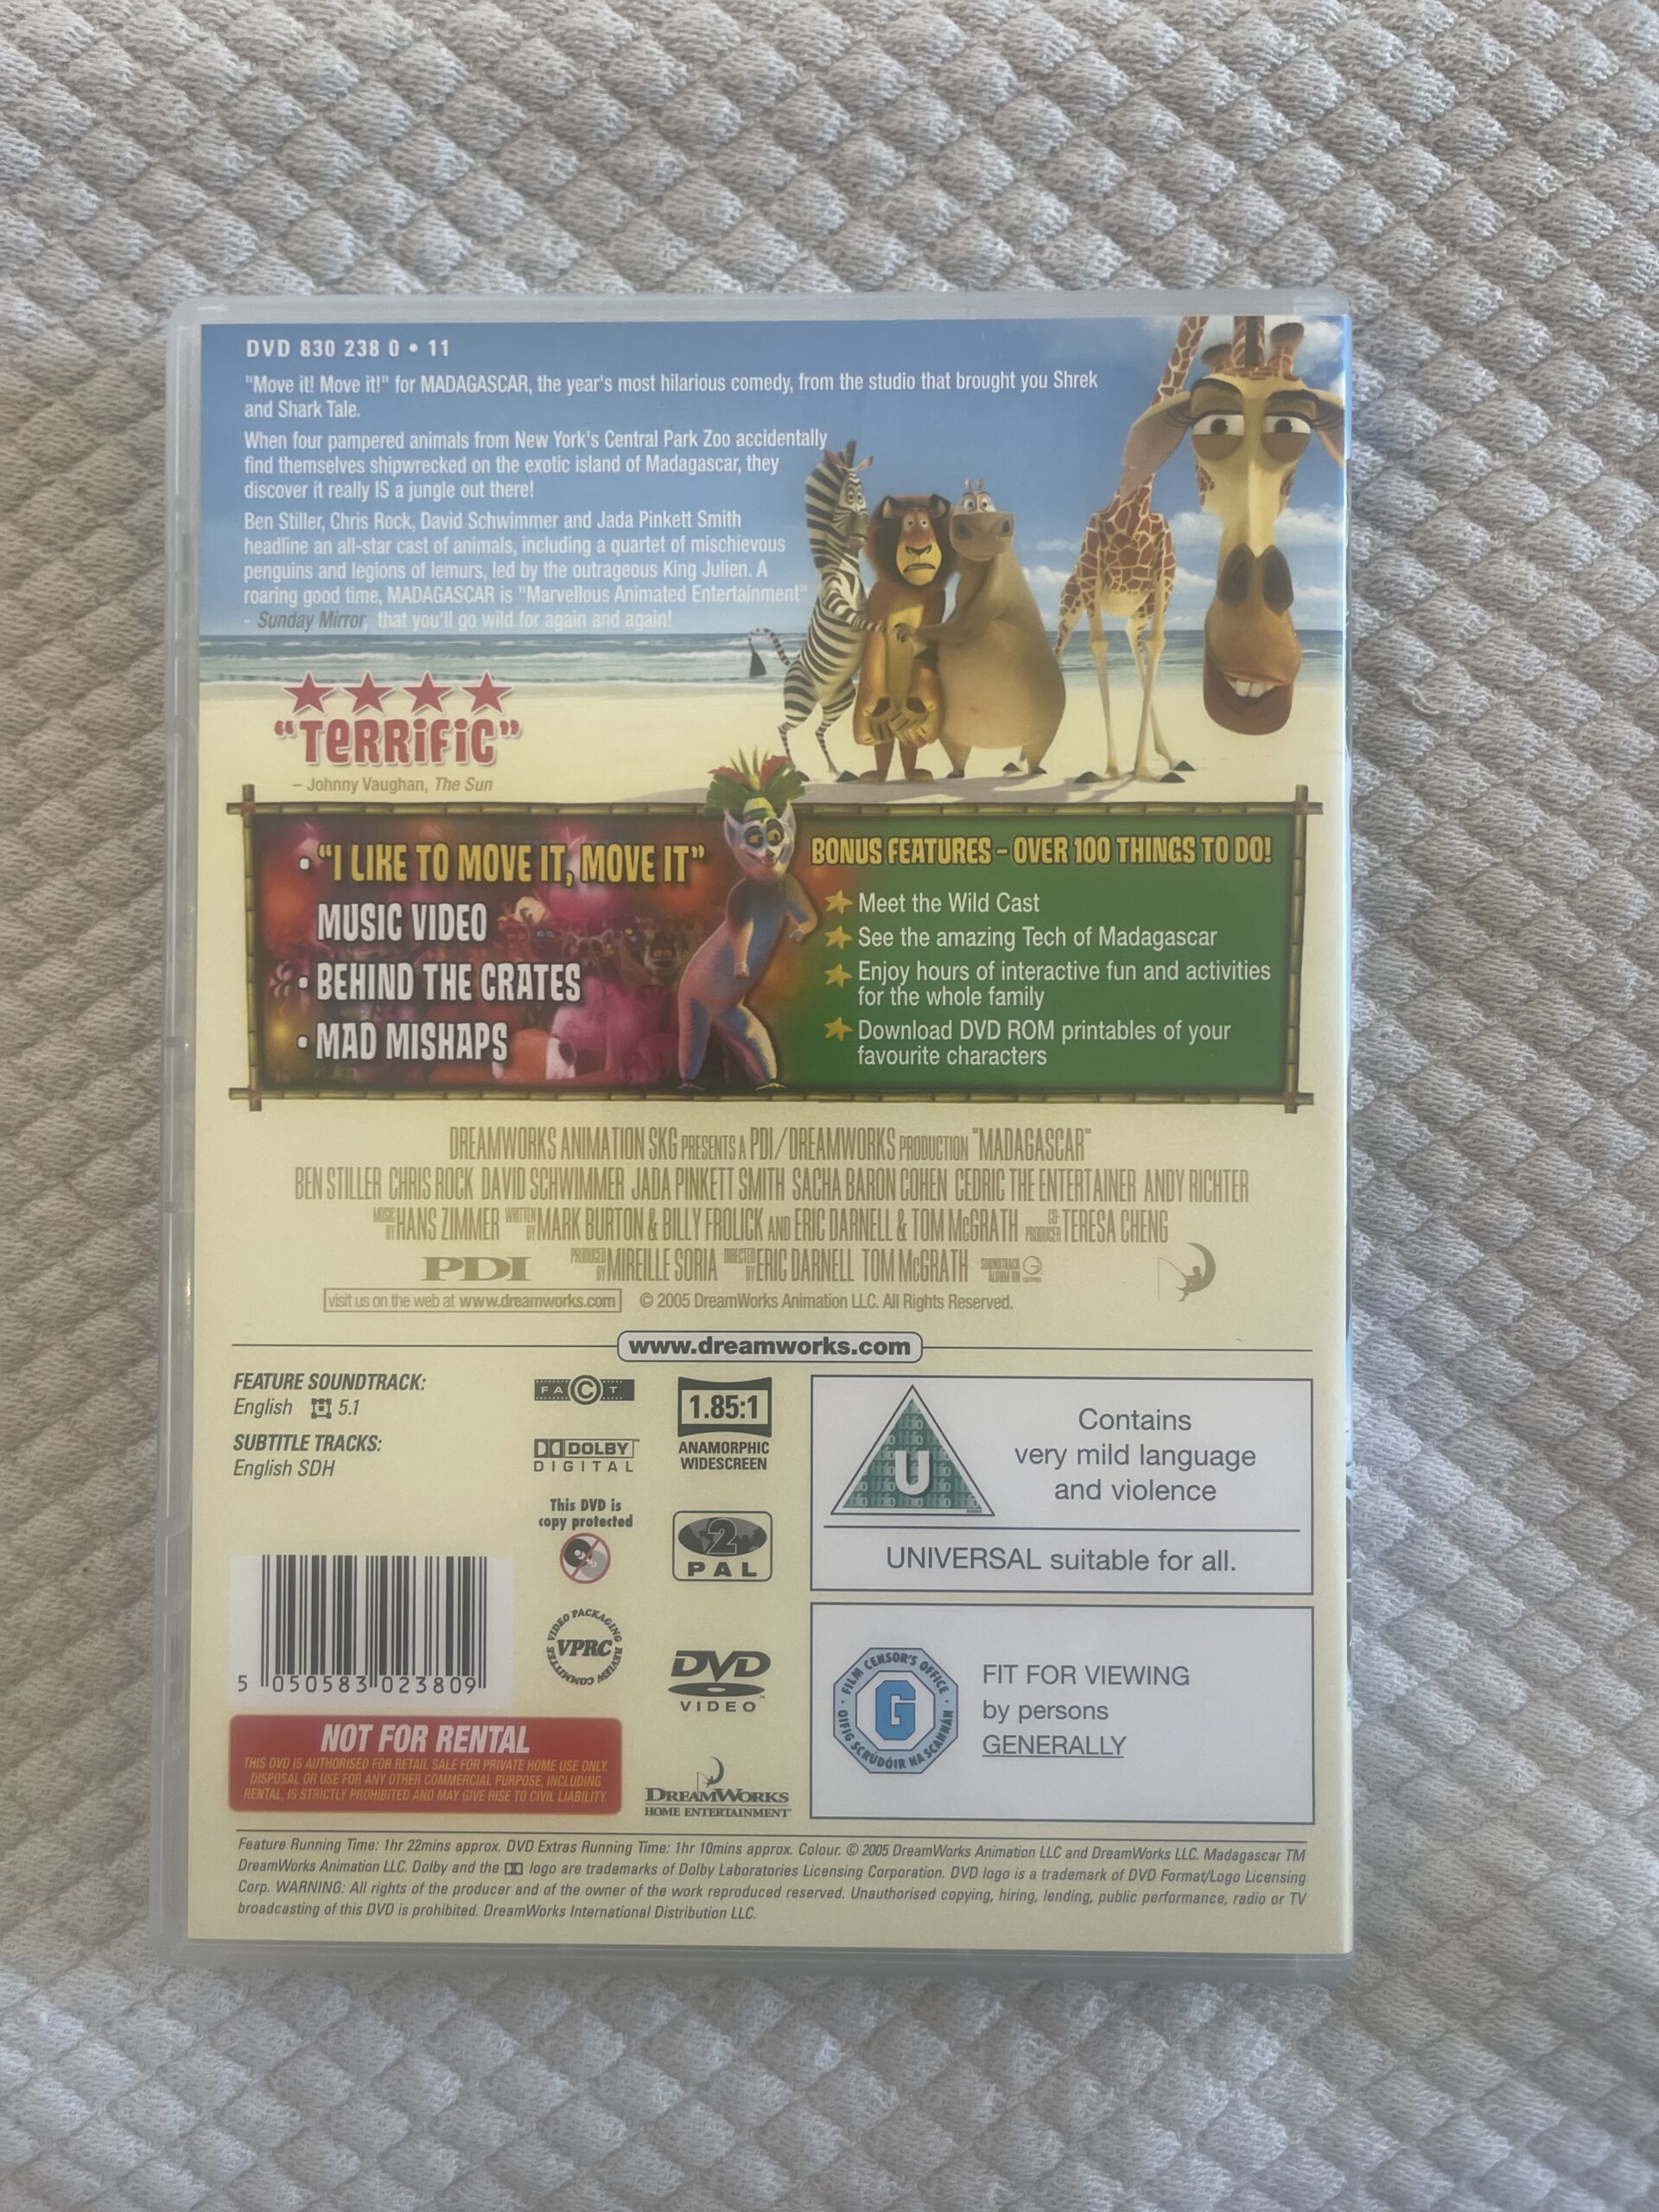 DVD 830 238 0 • 11
"Move it! Move it!" for MADAGASCAR, the year's most hilarious comedy, from the studio that brought you Shrek
and Shark Tale.
When four pampered animals from New York's Central Park Zoo accidentally
find themselves shipwrecked on the exotic island of Madagascar, they
discover it really IS a jungle out there!
Ben Stiller, Chris Rock, David Schwimmer and Jada Pinkett Smith
headline an all-star cast of animals, including a quartet of mischievous
penguins and legions of lemurs, led by the outrageous King Julien. A
roaring good time, MADAGASCAR is "Marvellous Animated Entertainment"
- Sunday Mirror, that you'll go wild for again and again!
“TERRIFIC”
– Johnny Vaughan, The Sun
• “I LIKE TO MOVE IT, MOVE IT”
MUSIC VIDEO
• BEHIND THE CRATES
• MAD MISHAPS
BONUS FEATURES – OVER 100 THINGS TO DO!
Meet the Wild Cast
See the amazing Tech of Madagascar
Enjoy hours of interactive fun and activities
for the whole family
Download DVD ROM printables of your
favourite characters
DREAMWORKS ANIMATION SKG PRESENTS A PDI/DREAMWORKS PRODUCTION "MADAGASCAR"
BEN STILLER CHRIS ROCK DAVID SCHWIMMER JADA PINKETT SMITH SACHA BARON COHEN CEDRIC THE ENTERTAINER ANDY RICHTER
MUSIC BY HANS ZIMMER WRITTEN BY MARK BURTON & BILLY FROLICK AND ERIC DARNELL & TOM McGRATH CO-PRODUCER TERESA CHENG
PDI PRODUCED BY MIREILLE SORIA DIRECTED BY ERIC DARNELL TOM McGRATH SOUNDTRACK ALBUM ON
visit us on the web at www.dreamworks.com © 2005 DreamWorks Animation LLC. All Rights Reserved.
www.dreamworks.com
FEATURE SOUNDTRACK:
English 5.1
SUBTITLE TRACKS:
English SDH
FACT
DOLBY
DIGITAL
This DVD is
copy protected
VIDEO PACKAGING REVIEW COMMITTEE
VPRC
1.85:1
ANAMORPHIC
WIDESCREEN
2
PAL
DVD
VIDEO™
DREAMWORKS
HOME ENTERTAINMENT™
U
Contains
very mild language
and violence
UNIVERSAL suitable for all.
FILM CENSOR'S OFFICE
G
OIFIG SCRÚDÓIR NA SCANNÁN
FIT FOR VIEWING
by persons
GENERALLY
5 050583 023809
NOT FOR RENTAL
THIS DVD IS AUTHORISED FOR RETAIL SALE FOR PRIVATE HOME USE ONLY.
DISPOSAL OR USE FOR ANY OTHER COMMERCIAL PURPOSE, INCLUDING
RENTAL, IS STRICTLY PROHIBITED AND MAY GIVE RISE TO CIVIL LIABILITY.
Feature Running Time: 1hr 22mins approx. DVD Extras Running Time: 1hr 10mins approx. Colour. © 2005 DreamWorks Animation LLC and DreamWorks LLC. Madagascar TM
DreamWorks Animation LLC. Dolby and the logo are trademarks of Dolby Laboratories Licensing Corporation. DVD logo is a trademark of DVD Format/Logo Licensing
Corp. WARNING: All rights of the producer and of the owner of the work reproduced reserved. Unauthorised copying, hiring, lending, public performance, radio or TV
broadcasting of this DVD is prohibited. DreamWorks International Distribution LLC.